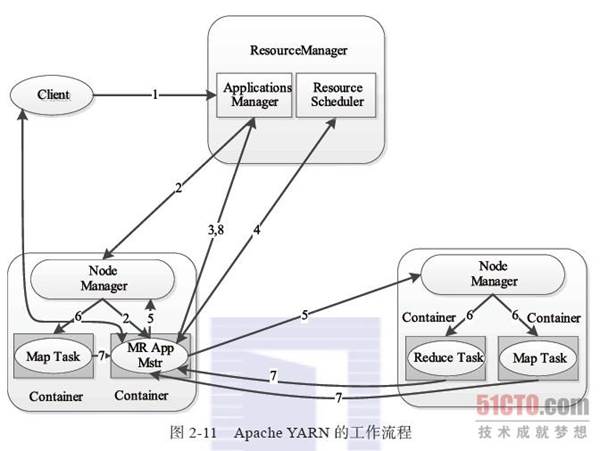 ResourceManager
Applications
Manager
Resource
Scheduler
Client
1
2
3,8
4
Node
Manager
6
2
5
Map Task
7
MR App
Mstr
Container
Container
5
Node
Manager
Container
6
6
Container
Reduce Task
Map Task
7
7
Container
51CTO.com
技术成就梦想
图 2-11 Apache YARN 的工作流程